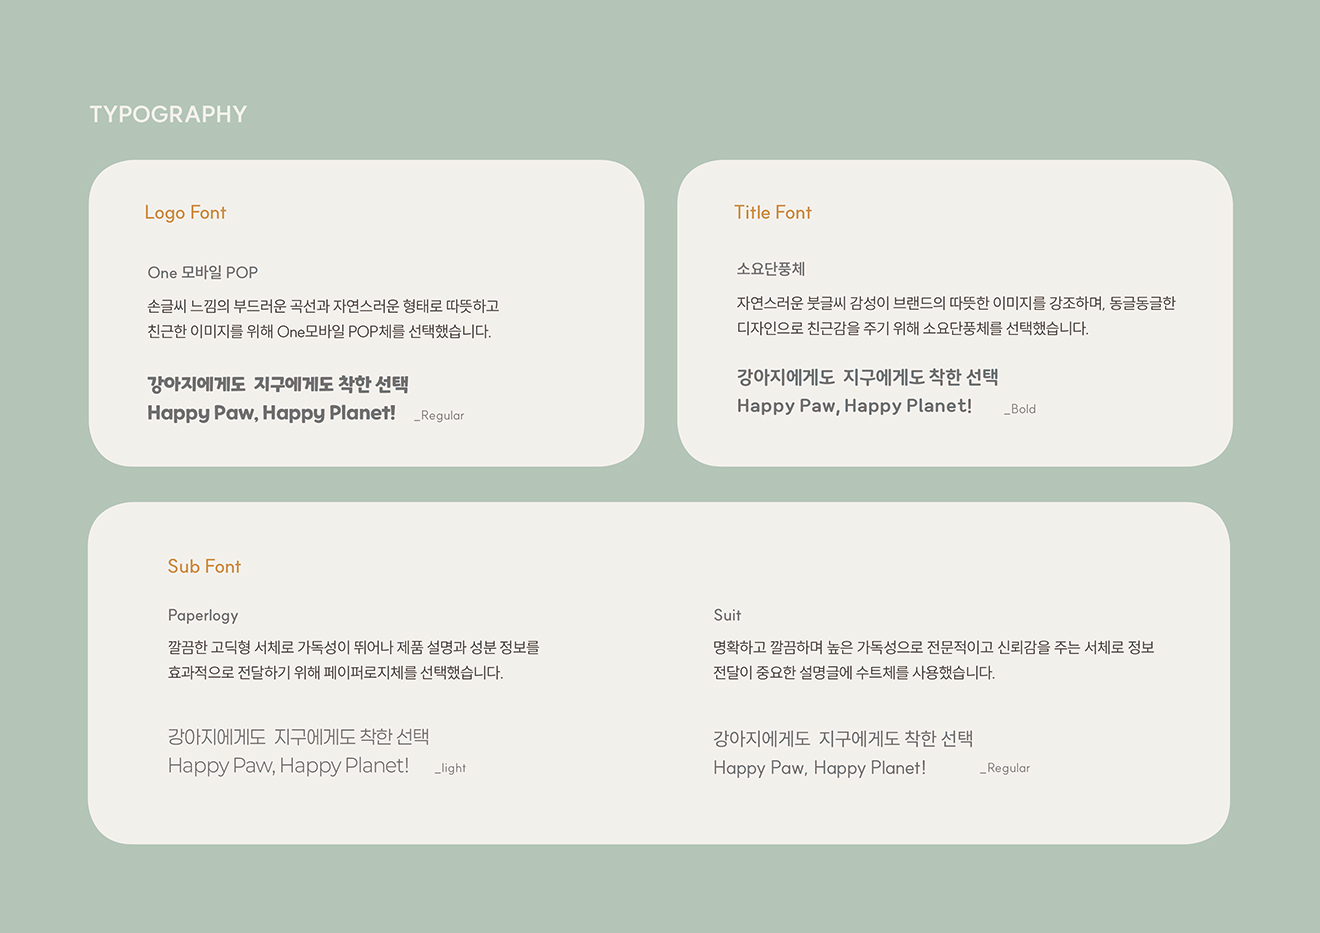 TYPOGRAPHY
Logo Font
One 모바일 POP
손글씨 느낌의 부드러운 곡선과 자연스러운 형태로 따뜻하고
친근한 이미지를 위해 One모바일 POP체를 선택했습니다.
강아지에게도 지구에게도 착한 선택
Happy Paw, Happy Planet! _Regular
Title Font
소요단풍체
자연스러운 붓글씨 감성이 브랜드의 따뜻한 이미지를 강조하며, 동글동글한
디자인으로 친근감을 주기 위해 소요단풍체를 선택했습니다.
강아지에게도 지구에게도 착한 선택
Happy Paw, Happy Planet! _Bold
Sub Font
Paperlogy
깔끔한 고딕형 서체로 가독성이 뛰어나 제품 설명과 성분 정보를
효과적으로 전달하기 위해 페이퍼로지체를 선택했습니다.
강아지에게도 지구에게도 착한 선택
Happy Paw, Happy Planet! _light
Suit
명확하고 깔끔하며 높은 가독성으로 전문적이고 신뢰감을 주는 서체로 정보
전달이 중요한 설명글에 수트체를 사용했습니다.
강아지에게도 지구에게도 착한 선택
Happy Paw, Happy Planet! _Regular